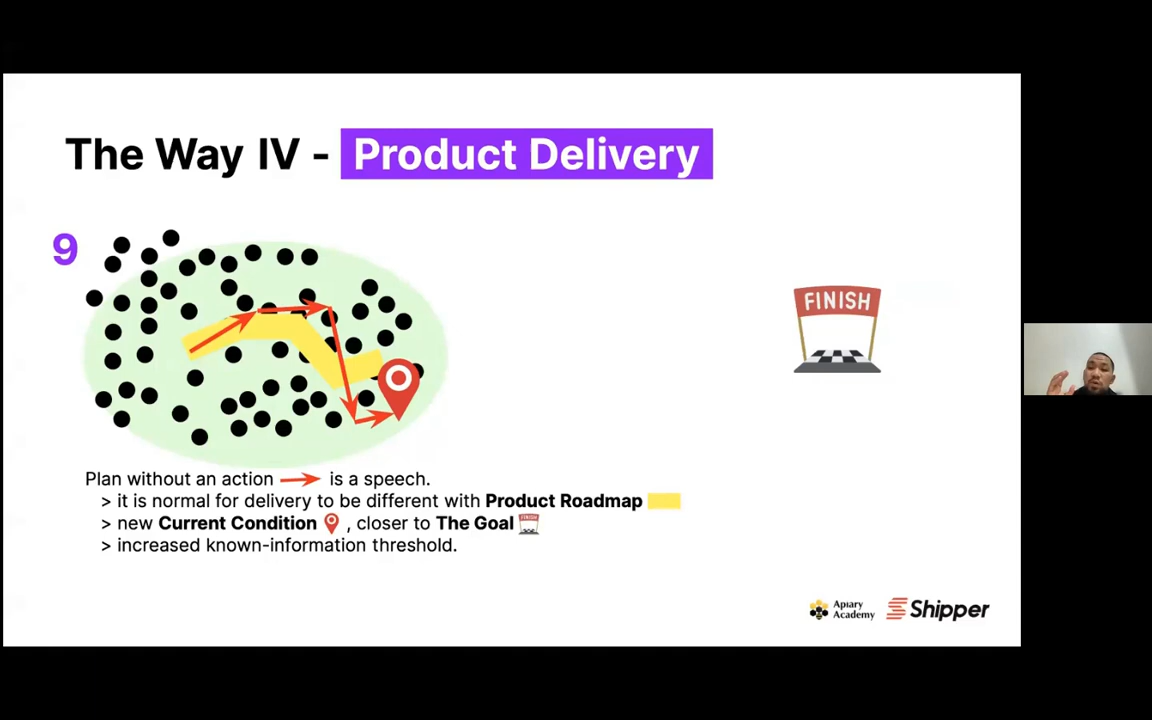 The Way IV - Product Delivery
9
FINISH
Plan without an action is a speech.
> it is normal for delivery to be different with Product Roadmap
> new Current Condition , closer to The Goal
> increased known-information threshold.
Apiary
Academy
Shipper